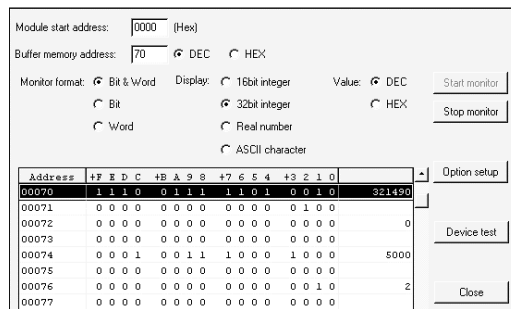 Module start address: 0000 (Hex)
Buffer memory address: 70 DEC HEX
Monitor format: Bit & Word Display: 16bit integer Value: DEC Start monitor
Bit 32bit integer HEX Stop monitor
Word Real number
ASCII character
Address +F E D C +B A 9 8 +7 6 5 4 +3 2 1 0 Option setup
00070 1 1 1 0 0 1 1 1 1 1 0 1 0 0 1 0 321490
00071 0 0 0 0 0 0 0 0 0 0 0 0 0 1 0 0
00072 0 0 0 0 0 0 0 0 0 0 0 0 0 0 0 0 0
00073 0 0 0 0 0 0 0 0 0 0 0 0 0 0 0 0 Device test
00074 0 0 0 1 0 0 1 1 1 0 0 0 1 0 0 0 5000
00075 0 0 0 0 0 0 0 0 0 0 0 0 0 0 0 0
00076 0 0 0 0 0 0 0 0 0 0 0 0 0 0 1 0 2 Close
00077 0 0 0 0 0 0 0 0 0 0 0 0 0 0 0 0